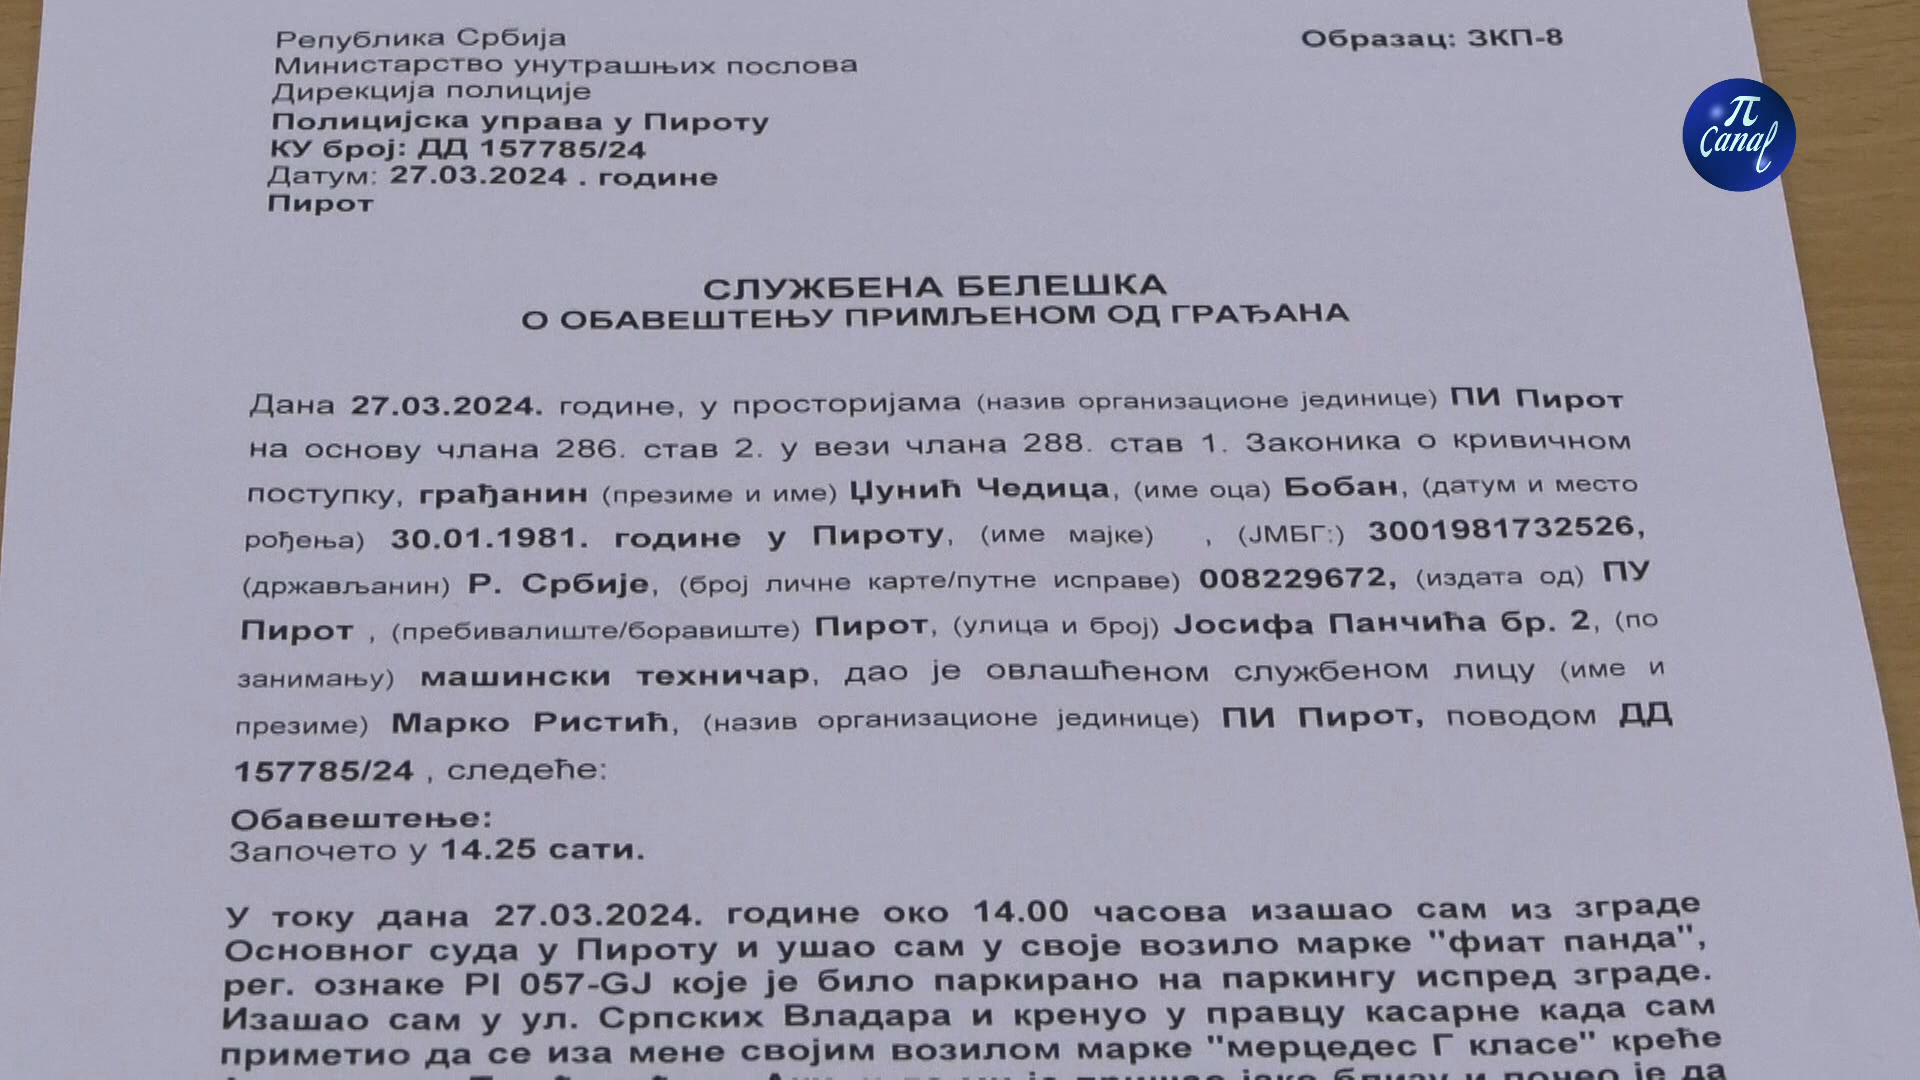 Република Србија
Образац: ЗКП-8
Министарство унутрашњих послова
Дирекција полиције
Полицијска управа у Пироту
КУ број: ДД 157785/24
Датум: 27.03.2024 . године
Пирот
π
Canal
СЛУЖБЕНА БЕЛЕШКА
О ОБАВЕШТЕЊУ ПРИМЉЕНОМ ОД ГРАЂАНА
Дана 27.03.2024. године, у просторијама (назив организационе јединице) ПИ Пирот
на основу члана 286. став 2. у вези члана 288. став 1. Законика о кривичном
поступку, грађанин (презиме и име) Џунић Чедица, (име оца) Бобан, (датум и место
рођења) 30.01.1981. године у Пироту, (име мајке) , (ЈМБГ:) 3001981732526,
(држављанин) Р. Србије, (број личне карте/путне исправе) 008229672, (издата од) ПУ
Пирот , (пребивалиште/боравиште) Пирот, (улица и број) Јосифа Панчића бр. 2, (по
занимању) машински техничар, дао је овлашћеном службеном лицу (име и
презиме) Марко Ристић, (назив организационе јединице) ПИ Пирот, поводом ДД
157785/24 , следеће:
Обавештење:
Започето у 14.25 сати.
У току дана 27.03.2024. године око 14.00 часова изашао сам из зграде
Основног суда у Пироту и ушао сам у своје возило марке "фиат панда",
рег. ознаке PI 057-GJ које је било паркирано на паркингу испред зграде.
Изашао сам у ул. Српских Владара и кренуо у правцу касарне када сам
приметио да се иза мене својим возилом марке "мерцедес Г класе" креће
близу и почео је да